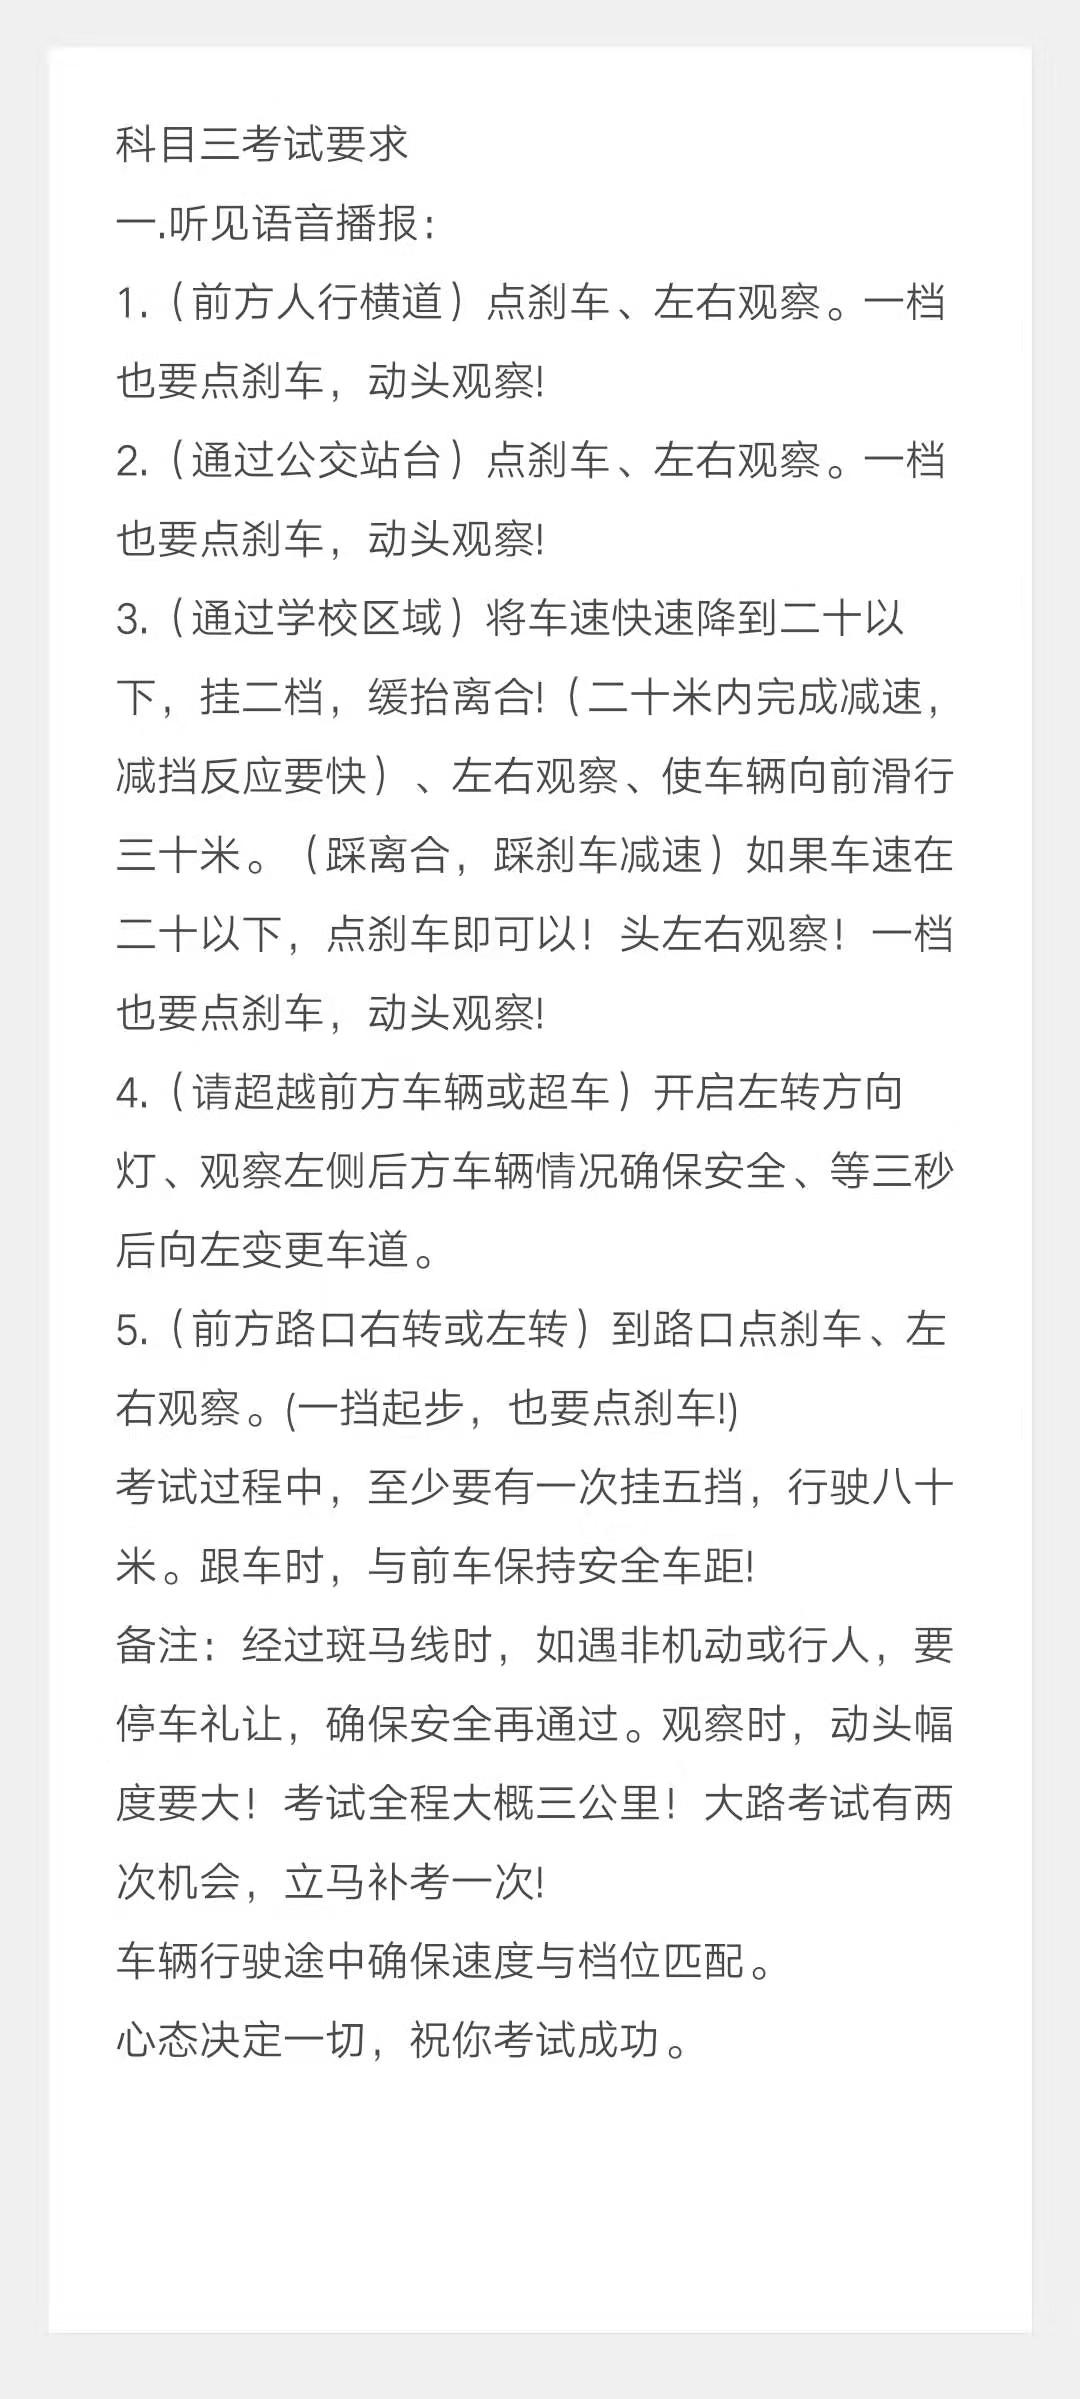 科目三考试要求
一.听见语音播报：
1.（前方人行横道）点刹车、左右观察。一档
也要点刹车，动头观察!
2.（通过公交站台）点刹车、左右观察。一档
也要点刹车，动头观察!
3.（通过学校区域）将车速快速降到二十以
下，挂二档，缓抬离合!（二十米内完成减速，
减挡反应要快）、左右观察、使车辆向前滑行
三十米。（踩离合，踩刹车减速）如果车速在
二十以下，点刹车即可以！头左右观察！一档
也要点刹车，动头观察!
4.（请超越前方车辆或超车）开启左转方向
灯、观察左侧后方车辆情况确保安全、等三秒
后向左变更车道。
5.（前方路口右转或左转）到路口点刹车、左
右观察。(一挡起步，也要点刹车!)
考试过程中，至少要有一次挂五挡，行驶八十
米。跟车时，与前车保持安全车距!
备注：经过斑马线时，如遇非机动或行人，要
停车礼让，确保安全再通过。观察时，动头幅
度要大！考试全程大概三公里！大路考试有两
次机会，立马补考一次!
车辆行驶途中确保速度与档位匹配。
心态决定一切，祝你考试成功。